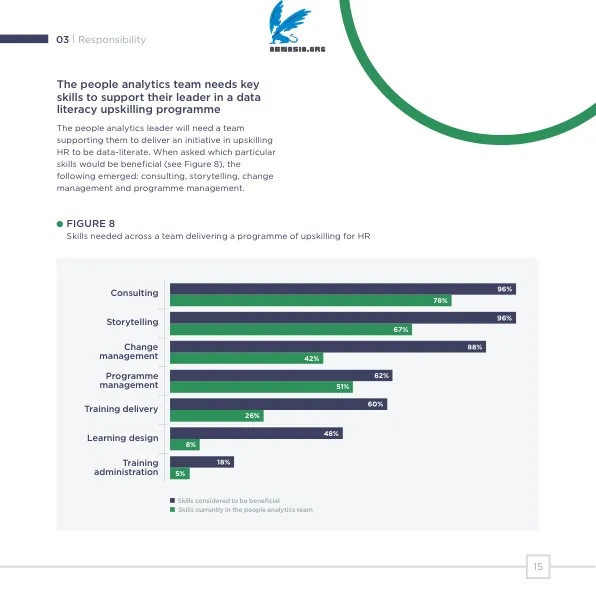 03 | Responsibility
ABNASIA.ORG
The people analytics team needs key
skills to support their leader in a data
literacy upskilling programme
The people analytics leader will need a team
supporting them to deliver an initiative in upskilling
HR to be data-literate. When asked which particular
skills would be beneficial (see Figure 8), the
following emerged: consulting, storytelling, change
management and programme management.
FIGURE 8
Skills needed across a team delivering a programme of upskilling for HR
Consulting
96%
78%
Storytelling
96%
67%
Change
management
88%
42%
Programme
management
62%
51%
Training delivery
60%
26%
Learning design
48%
8%
Training
administration
18%
5%
Skills considered to be beneficial
Skills currently in the people analytics team
15